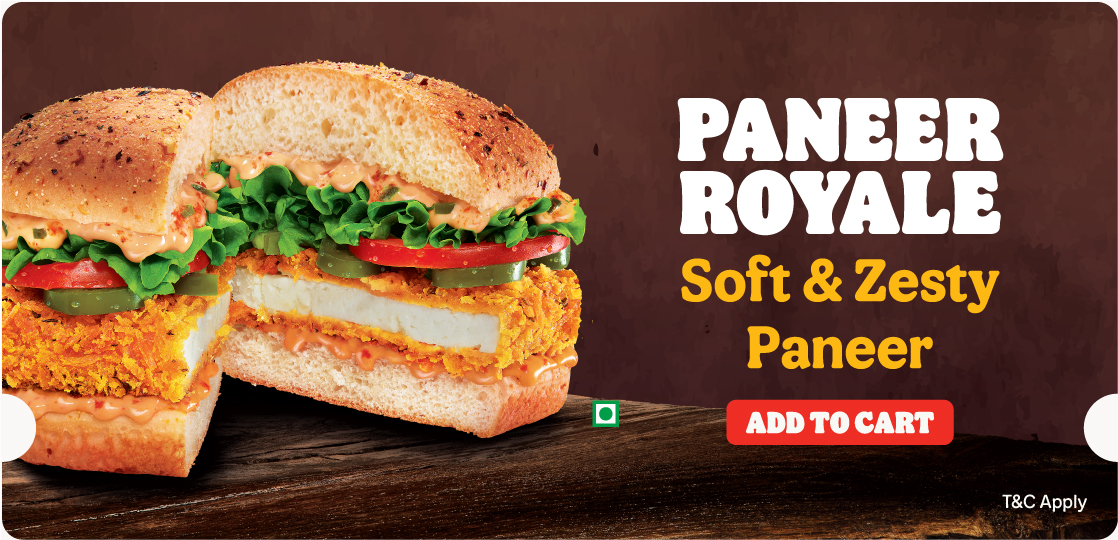 PANEER
ROYALE
Soft & Zesty
Paneer
ADD TO CART
T&C Apply